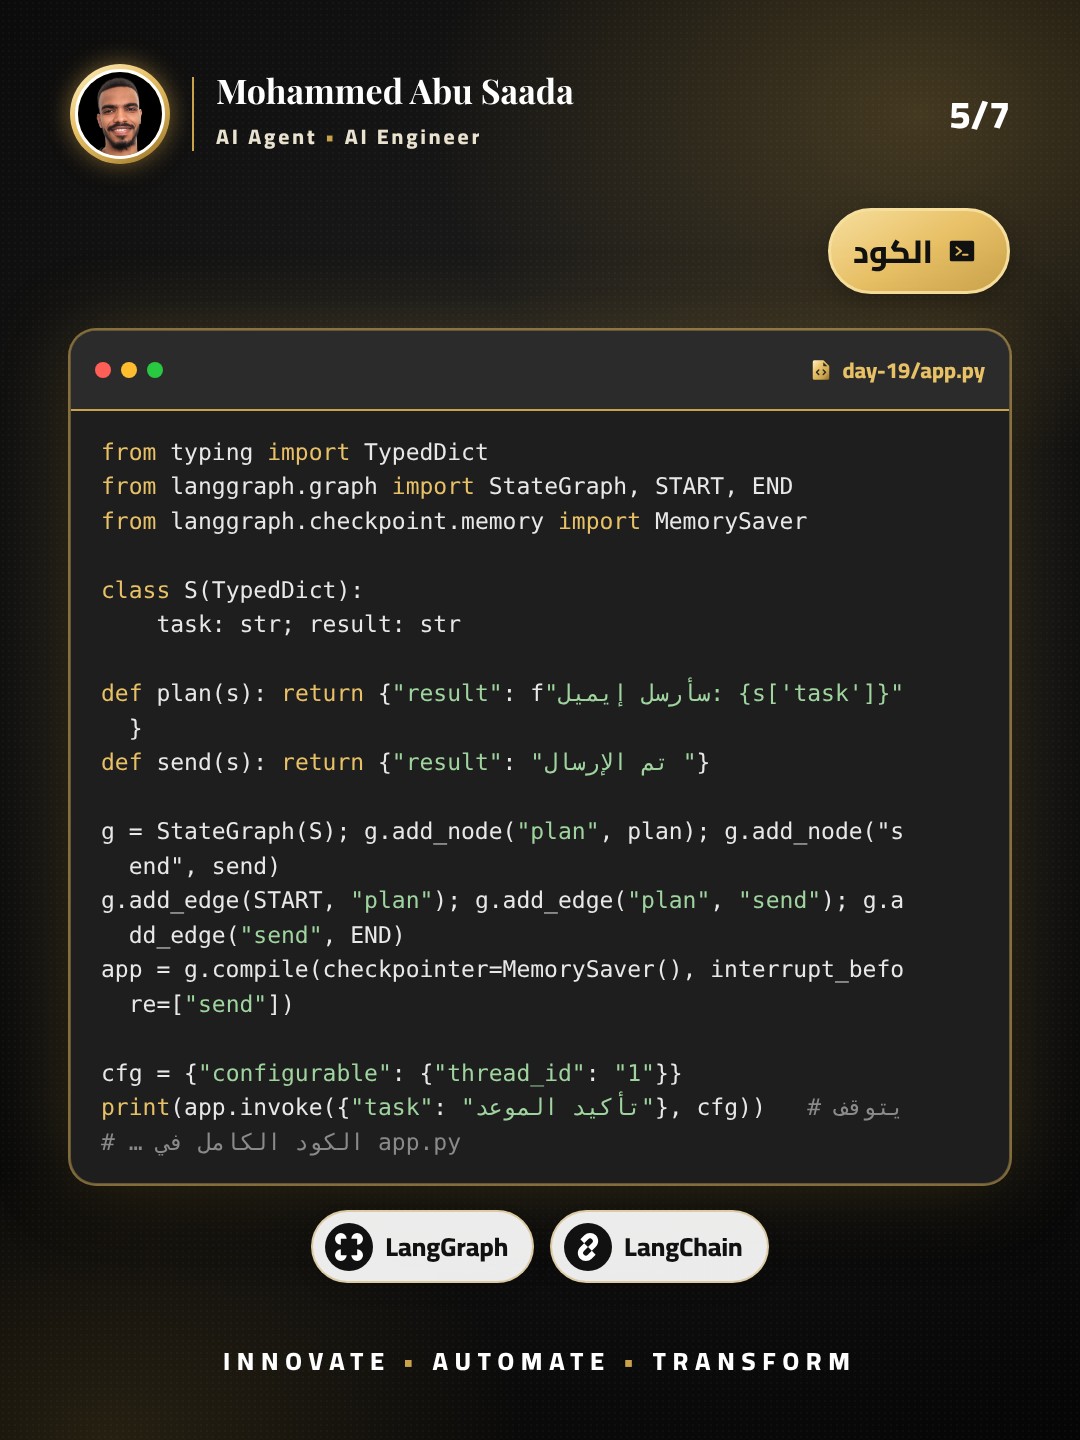 Mohammed Abu Saada
AI Agent ▪ AI Engineer
5/7
الكود
day-19/app.py
from typing import TypedDict
from langgraph.graph import StateGraph, START, END
from langgraph.checkpoint.memory import MemorySaver
class S(TypedDict):
    task: str; result: str
def plan(s): return {"result": f"سأرسل إيميل: {s['task']}"
  }
def send(s): return {"result": "تم الإرسال "}
g = StateGraph(S); g.add_node("plan", plan); g.add_node("s
  end", send)
g.add_edge(START, "plan"); g.add_edge("plan", "send"); g.a
  dd_edge("send", END)
app = g.compile(checkpointer=MemorySaver(), interrupt_befo
  re=["send"])
cfg = {"configurable": {"thread_id": "1"}}
print(app.invoke({"task": "تأكيد الموعد"}, cfg))   # يتوقف
# … الكود الكامل في app.py
LangGraph
LangChain
INNOVATE ▪ AUTOMATE ▪ TRANSFORM